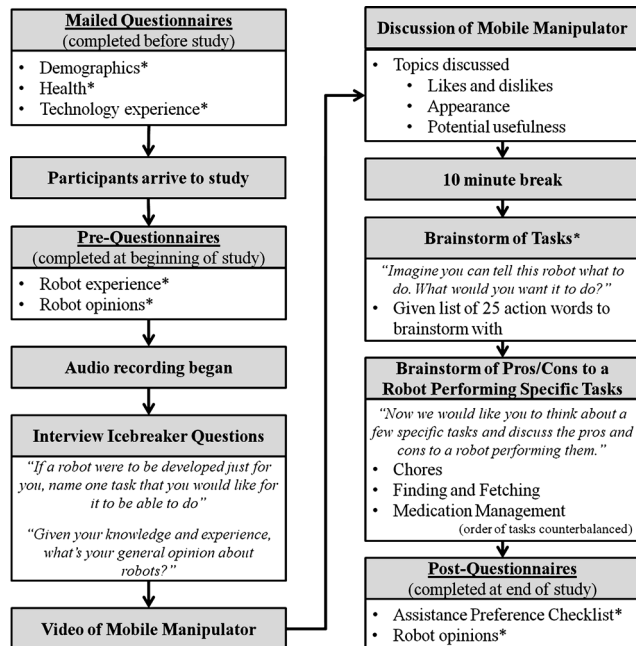 Mailed Questionnaires
(completed before study)
• Demographics*
• Health*
• Technology experience*
Participants arrive to study
Pre-Questionnaires
(completed at beginning of study)
• Robot experience*
• Robot opinions*
Audio recording began
Interview Icebreaker Questions
“If a robot were to be developed just for
you, name one task that you would like for
it to be able to do”
“Given your knowledge and experience,
what’s your general opinion about
robots?”
Video of Mobile Manipulator
Discussion of Mobile Manipulator
• Topics discussed
• Likes and dislikes
• Appearance
• Potential usefulness
10 minute break
Brainstorm of Tasks*
“Imagine you can tell this robot what to
do. What would you want it to do?”
• Given list of 25 action words to
brainstorm with
Brainstorm of Pros/Cons to a
Robot Performing Specific Tasks
“Now we would like you to think about a
few specific tasks and discuss the pros and
cons to a robot performing them.”
• Chores
• Finding and Fetching
• Medication Management
(order of tasks counterbalanced)
Post-Questionnaires
(completed at end of study)
• Assistance Preference Checklist*
• Robot opinions*